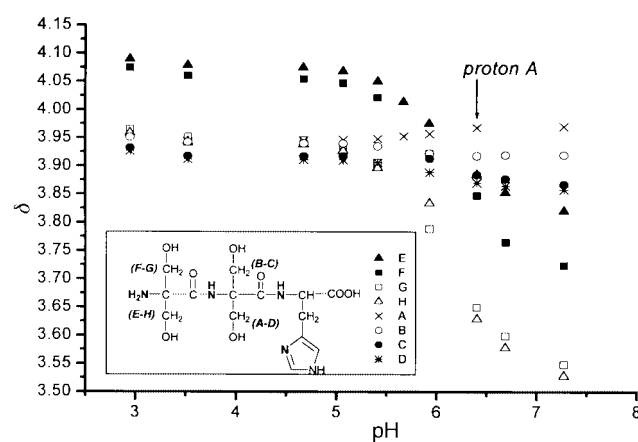 4.15
4.10
4.05
4.00
3.95
3.90
3.85
3.80
3.75
3.70
3.65
3.60
3.55
3.50
δ
proton A
OH
OH
(F-G)
CH2
O
CH2
(B-C)
O
H2N
C
C
H
N
C
C
H
N
CH
COOH
(E-H)
CH2
CH2
(A-D)
CH2
OH
OH
N
NH
E
F
G
H
A
B
C
D
3
4
5
6
7
8
pH